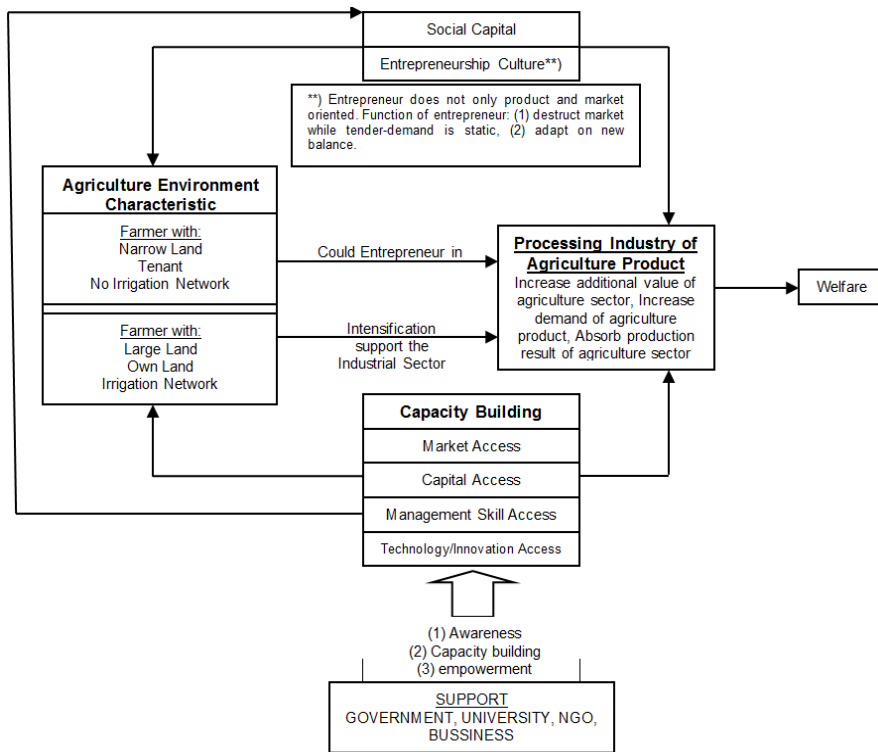 Social Capital
Entrepreneurship Culture**)
**) Entrepreneur does not only product and market
oriented. Function of entrepreneur: (1) destruct market
while tender-demand is static, (2) adapt on new
balance.
Agriculture Environment
Characteristic
Farmer with:
Narrow Land
Tenant
No Irrigation Network
Farmer with:
Large Land
Own Land
Irrigation Network
Could Entrepreneur in
Intensification
support the
Industrial Sector
Processing Industry of
Agriculture Product
Increase additional value of
agriculture sector, Increase
demand of agriculture
product, Absorb production
result of agriculture sector
Welfare
Capacity Building
Market Access
Capital Access
Management Skill Access
Technology/Innovation Access
(1) Awareness
(2) Capacity building
(3) empowerment
SUPPORT
GOVERNMENT, UNIVERSITY, NGO,
BUSSINESS